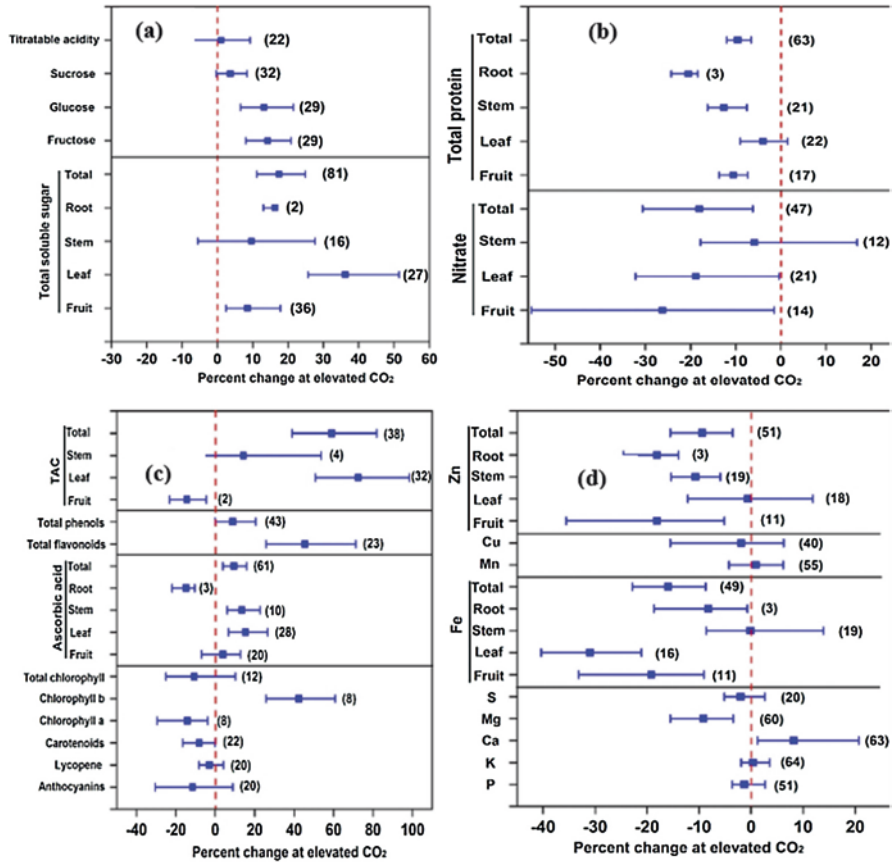 (a)
Titratable acidity (22)
Sucrose (32)
Glucose (29)
Fructose (29)
Total soluble sugar
Total (81)
Root (2)
Stem (16)
Leaf (27)
Fruit (36)
-30 -20 -10 0 10 20 30 40 50 60
Percent change at elevated CO₂
(b)
Total protein
Total (63)
Root (3)
Stem (21)
Leaf (22)
Fruit (17)
Nitrate
Total (47)
Stem (12)
Leaf (21)
Fruit (14)
-50 -40 -30 -20 -10 0 10 20
Percent change at elevated CO₂
(c)
TAC
Total (38)
Stem (4)
Leaf (32)
Fruit (2)
Total phenols (43)
Total flavonoids (23)
Ascorbic acid
Total (61)
Root (3)
Stem (10)
Leaf (28)
Fruit (20)
Total chlorophyll (12)
Chlorophyll b (8)
Chlorophyll a (8)
Carotenoids (22)
Lycopene (20)
Anthocyanins (20)
-40 -20 0 20 40 60 80 100
Percent change at elevated CO₂
(d)
Zn
Total (51)
Root (3)
Stem (19)
Leaf (18)
Fruit (11)
Cu (40)
Mn (55)
Fe
Total (49)
Root (3)
Stem (19)
Leaf (16)
Fruit (11)
S (20)
Mg (60)
Ca (63)
K (64)
P (51)
-40 -30 -20 -10 0 10 20
Percent change at elevated CO₂